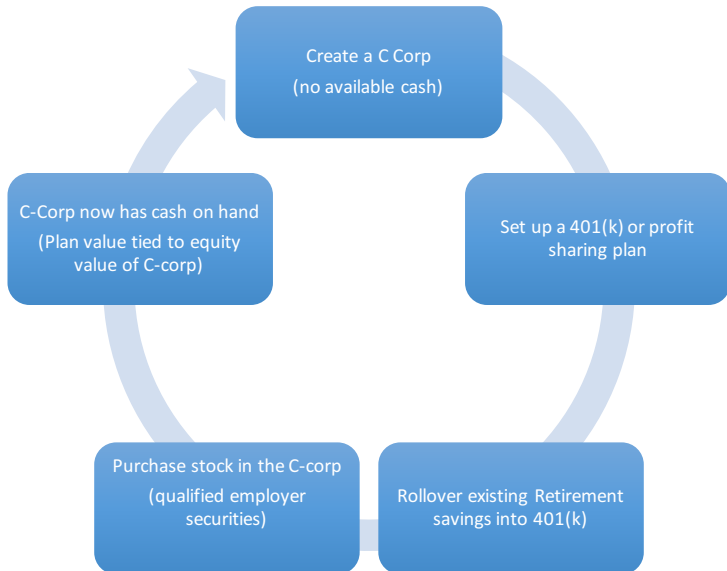 Create a C Corp
(no available cash)
Set up a 401(k) or profit
sharing plan
Rollover existing Retirement
savings into 401(k)
Purchase stock in the C-corp
(qualified employer
securities)
C-Corp now has cash on hand
(Plan value tied to equity
value of C-corp)